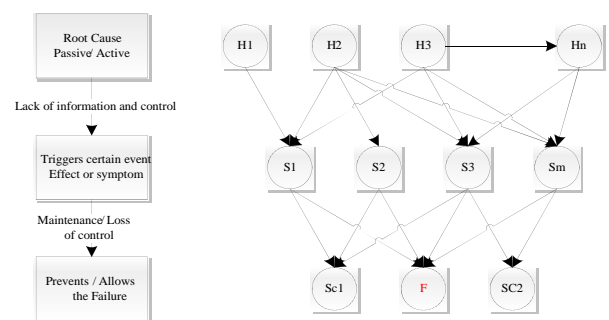 Root Cause
Passive/ Active
Lack of information and control
Triggers certain event
Effect or symptom
Maintenance/ Loss
of control
Prevents / Allows
the Failure
H1 H2 H3 Hn
S1 S2 S3 Sm
Sc1 F SC2